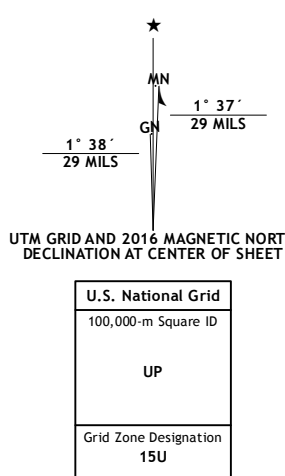 ★
MN
1° 37´
29 MILS
GN
1° 38´
29 MILS
UTM GRID AND 2016 MAGNETIC NORT
DECLINATION AT CENTER OF SHEET
U.S. National Grid
100,000-m Square ID
UP
Grid Zone Designation
15U